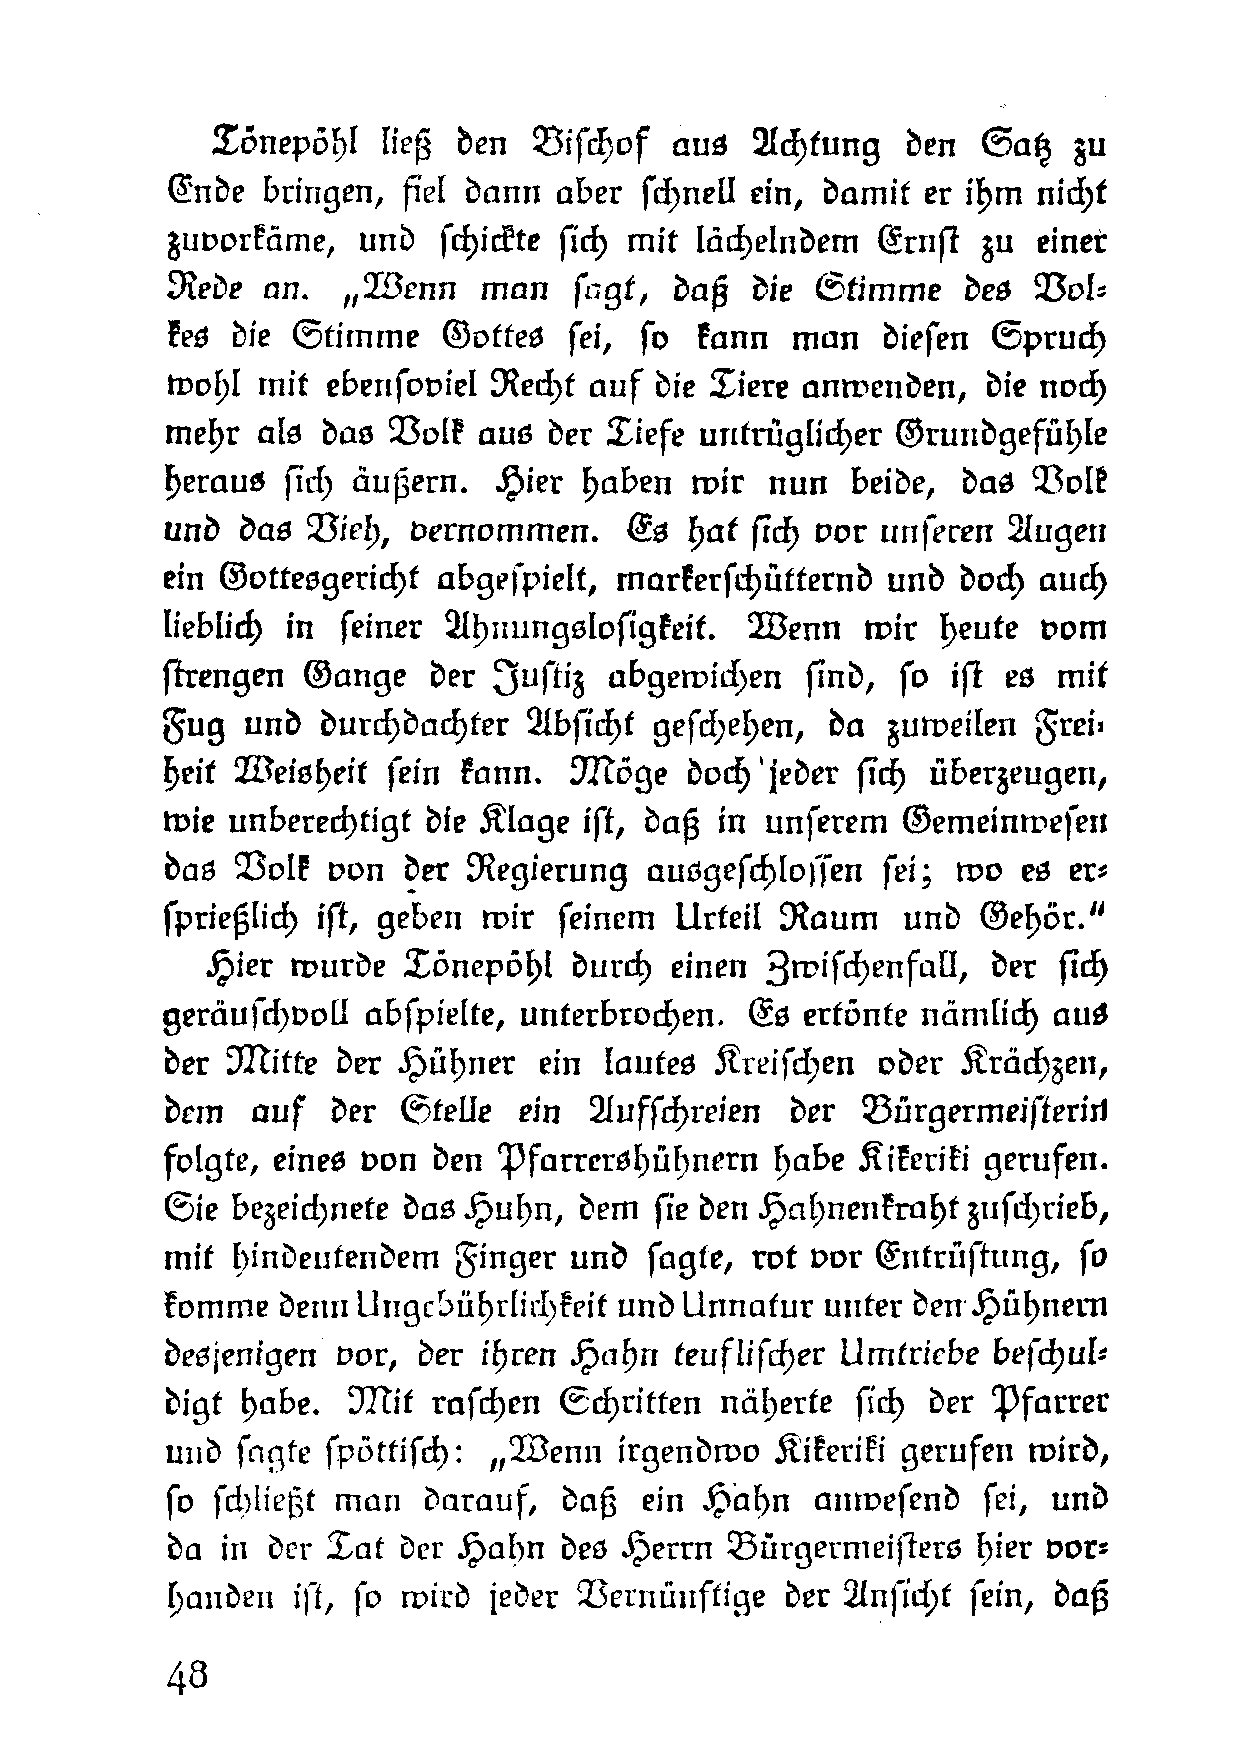 Tönepöhl ließ den Bischof aus Achtung den Satz zu
Ende bringen, fiel dann aber schnell ein, damit er ihm nicht
zuvorkäme, und schickte sich mit lächelndem Ernst zu einer
Rede an. „Wenn man sagt, daß die Stimme des Vol-
kes die Stimme Gottes sei, so kann man diesen Spruch
wohl mit ebensoviel Recht auf die Tiere anwenden, die noch
mehr als das Volk aus der Tiefe untrüglicher Grundgefühle
heraus sich äußern. Hier haben wir nun beide, das Volk
und das Vieh, vernommen. Es hat sich vor unseren Augen
ein Gottesgericht abgespielt, markerschütternd und doch auch
lieblich in seiner Ahnungslosigkeit. Wenn wir heute vom
strengen Gange der Justiz abgewichen sind, so ist es mit
Fug und durchdachter Absicht geschehen, da zuweilen Frei-
heit Weisheit sein kann. Möge doch jeder sich überzeugen,
wie unberechtigt die Klage ist, daß in unserem Gemeinwesen
das Volk von der Regierung ausgeschlossen sei; wo es er-
sprießlich ist, geben wir seinem Urteil Raum und Gehör."
Hier wurde Tönepöhl durch einen Zwischenfall, der sich
geräuschvoll abspielte, unterbrochen. Es ertönte nämlich aus
der Mitte der Hühner ein lautes Kreischen oder Krächzen,
dem auf der Stelle ein Aufschreien der Bürgermeisterin
folgte, eines von den Pfarrershühnern habe Kikeriki gerufen.
Sie bezeichnete das Huhn, dem sie den Hahnenkraht zuschrieb,
mit hindeutendem Finger und sagte, rot vor Entrüstung, so
komme denn Ungebührlichkeit und Unnatur unter den Hühnern
desjenigen vor, der ihren Hahn teuflischer Umtriebe beschul-
digt habe. Mit raschen Schritten näherte sich der Pfarrer
und sagte spöttisch: „Wenn irgendwo Kikeriki gerufen wird,
so schließt man darauf, daß ein Hahn anwesend sei, und
da in der Tat der Hahn des Herrn Bürgermeisters hier vor-
handen ist, so wird jeder Vernünftige der Ansicht sein, daß
48